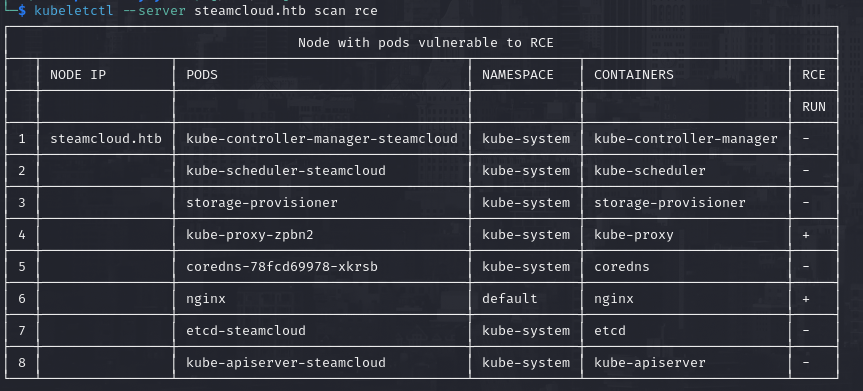 └─$ kubeletctl --server steamcloud.htb scan rce
Node with pods vulnerable to RCE
NODE IP PODS NAMESPACE CONTAINERS RCE
RUN
1 steamcloud.htb kube-controller-manager-steamcloud kube-system kube-controller-manager -
2 kube-scheduler-steamcloud kube-system kube-scheduler -
3 storage-provisioner kube-system storage-provisioner -
4 kube-proxy-zpbn2 kube-system kube-proxy +
5 coredns-78fcd69978-xkrsb kube-system coredns -
6 nginx default nginx +
7 etcd-steamcloud kube-system etcd -
8 kube-apiserver-steamcloud kube-system kube-apiserver -